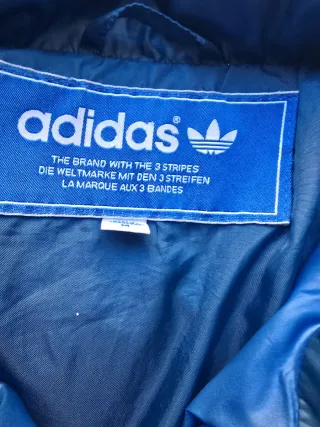 adidas
THE BRAND WITH THE 3 STRIPES
DIE WELTMARKE MIT DEN 3 STREIFEN
LA MARQUE AUX 3 BANDES